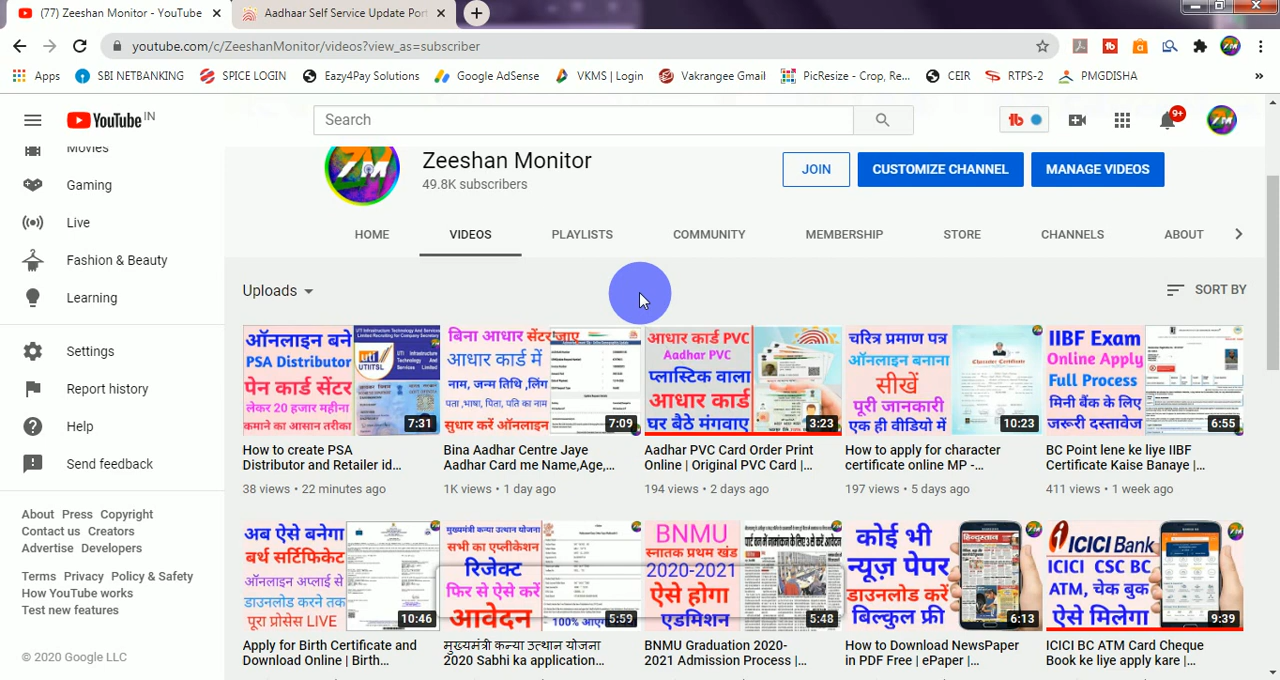 (77) Zeeshan Monitor - YouTube
Aadhaar Self Service Update Port
youtube.com/c/ZeeshanMonitor/videos?view_as=subscriber
Apps
SBI NETBANKING
SPICE LOGIN
Eazy4Pay Solutions
Google AdSense
VKMS | Login
Vakrangee Gmail
PicResize - Crop, Re...
CEIR
RTPS-2
PMGDISHA
YouTube IN
Search
9+
Movies
Gaming
Live
Fashion & Beauty
Learning
Settings
Report history
Help
Send feedback
About Press Copyright
Contact us Creators
Advertise Developers
Terms Privacy Policy & Safety
How YouTube works
Test new features
© 2020 Google LLC
ZM
Zeeshan Monitor
49.8K subscribers
JOIN
CUSTOMIZE CHANNEL
MANAGE VIDEOS
HOME
VIDEOS
PLAYLISTS
COMMUNITY
MEMBERSHIP
STORE
CHANNELS
ABOUT
Uploads
SORT BY
ऑनलाइन बने
PSA Distributor
पेन कार्ड सेंटर
लेकर 20 हजार महीना
कमाने का आसान तरीका
7:31
How to create PSA
Distributor and Retailer id...
38 views • 22 minutes ago
बिना आधार सेंटर जाए
आधार कार्ड में
नाम, जन्म तिथि ,लिंग
सुधार करें ऑनलाइन
7:09
Bina Aadhar Centre Jaye
Aadhar Card me Name,Age,...
1K views • 1 day ago
आधार कार्ड PVC
Aadhar PVC
प्लास्टिक वाला
आधार कार्ड
घर बैठे मंगवाए
3:23
Aadhar PVC Card Order Print
Online | Original PVC Card |...
194 views • 2 days ago
चरित्र प्रमाण पत्र
ऑनलाइन बनाना
सीखें
पूरी जानकारी
एक ही वीडियो में
10:23
How to apply for character
certificate online MP -...
197 views • 5 days ago
IIBF Exam
Online Apply
Full Process
मिनी बैंक के लिए
जरूरी दस्तावेज
6:55
BC Point lene ke liye IIBF
Certificate Kaise Banaye |...
411 views • 1 week ago
अब ऐसे बनेगा
बर्थ सर्टिफिकेट
ऑनलाइन अप्लाई से
डाउनलोड करने तक
पूरा प्रोसेस LIVE
10:46
Apply for Birth Certificate and
Download Online | Birth...
मुख्यमंत्री कन्या उत्थान योजना
सभी का एप्लीकेशन
रिजेक्ट
फिर से ऐसे करें
आवेदन
100% आएगा
5:59
मुख्यमंत्री कन्या उत्थान योजना
2020 Sabhi ka application...
BNMU
स्नातक प्रथम खंड
2020-2021
ऐसे होगा
एडमिशन
5:48
BNMU Graduation 2020-
2021 Admission Process |...
कोई भी
न्यूज़ पेपर
डाउनलोड करें
बिल्कुल फ्री
हिन्दुस्तान
6:13
How to Download NewsPaper
in PDF Free | ePaper |...
ICICI Bank
ICICI CSC BC
ATM, चेक बुक
ऐसे मिलेगा
9:39
ICICI BC ATM Card Cheque
Book ke liye apply kare |...